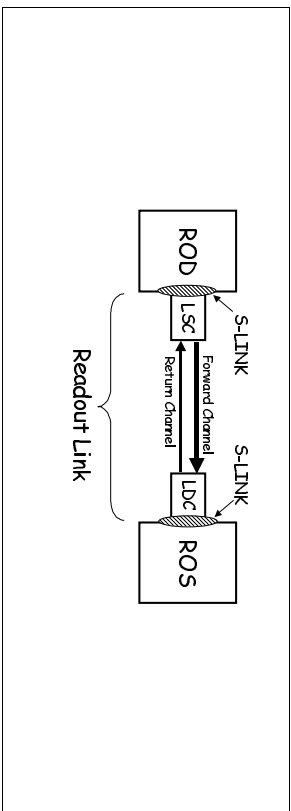 S-LINK
S-LINK
ROD
LSC
Forward Channel
Return Channel
LDC
ROS
Readout Link